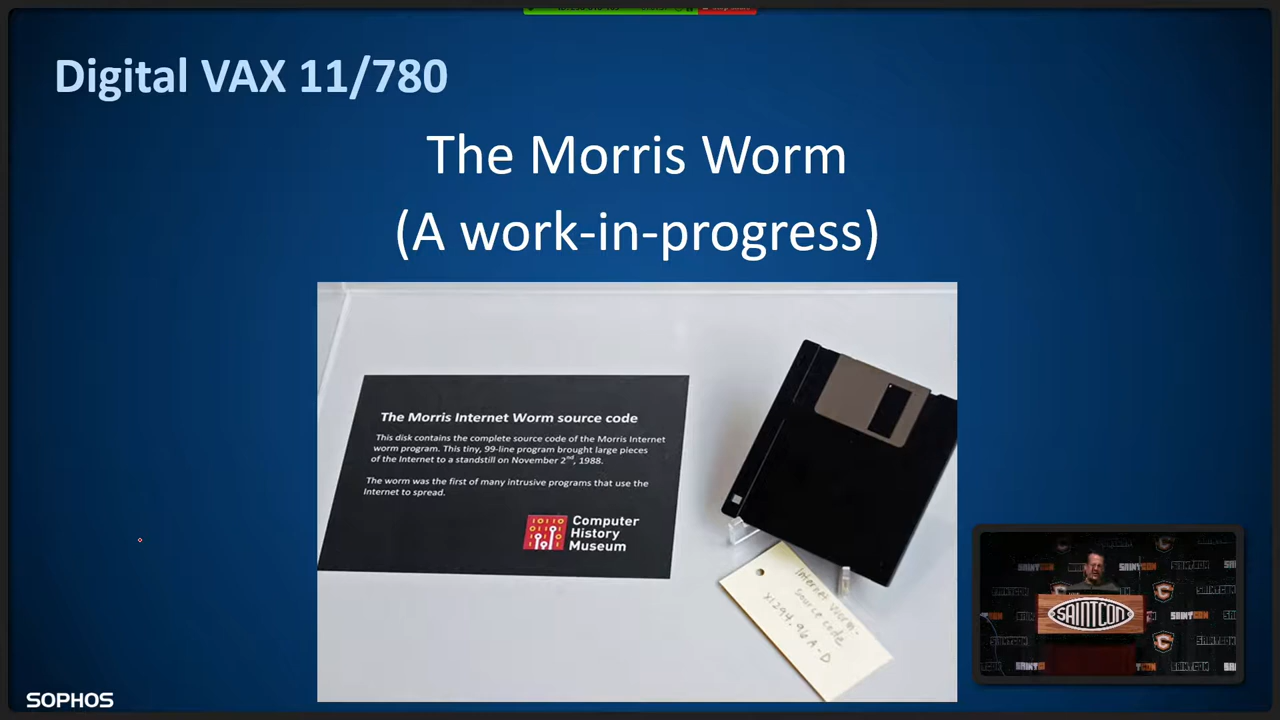 Digital VAX 11/780
The Morris Worm
(A work-in-progress)
The Morris Internet Worm source code
This disk contains the complete source code of the Morris Internet
worm program. This tiny, 99-line program brought large pieces
of the Internet to a standstill on November 2nd, 1988.
The worm was the first of many intrusive programs that use the
Internet to spread.
Computer
History
Museum
Internet Worm-
source code
X1294.96 A-D
SAINTCON
SOPHOS